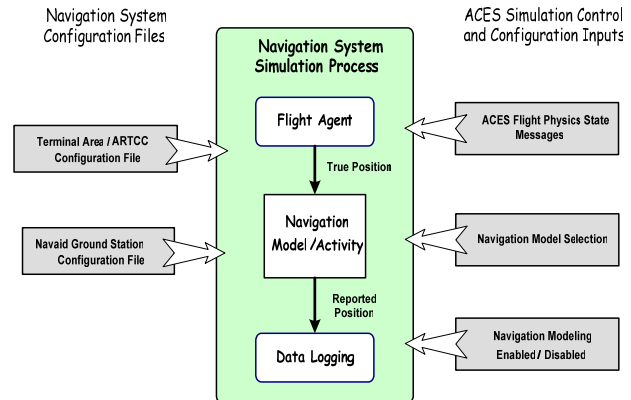 Navigation System
Configuration Files
ACES Simulation Control
and Configuration Inputs
Navigation System
Simulation Process
Flight Agent
True Position
Navigation
Model /Activity
Reported
Position
Data Logging
Terminal Area / ARTCC
Configuration File
Navaid Ground Station
Configuration File
ACES Flight Physics State
Messages
Navigation Model Selection
Navigation Modeling
Enabled / Disabled